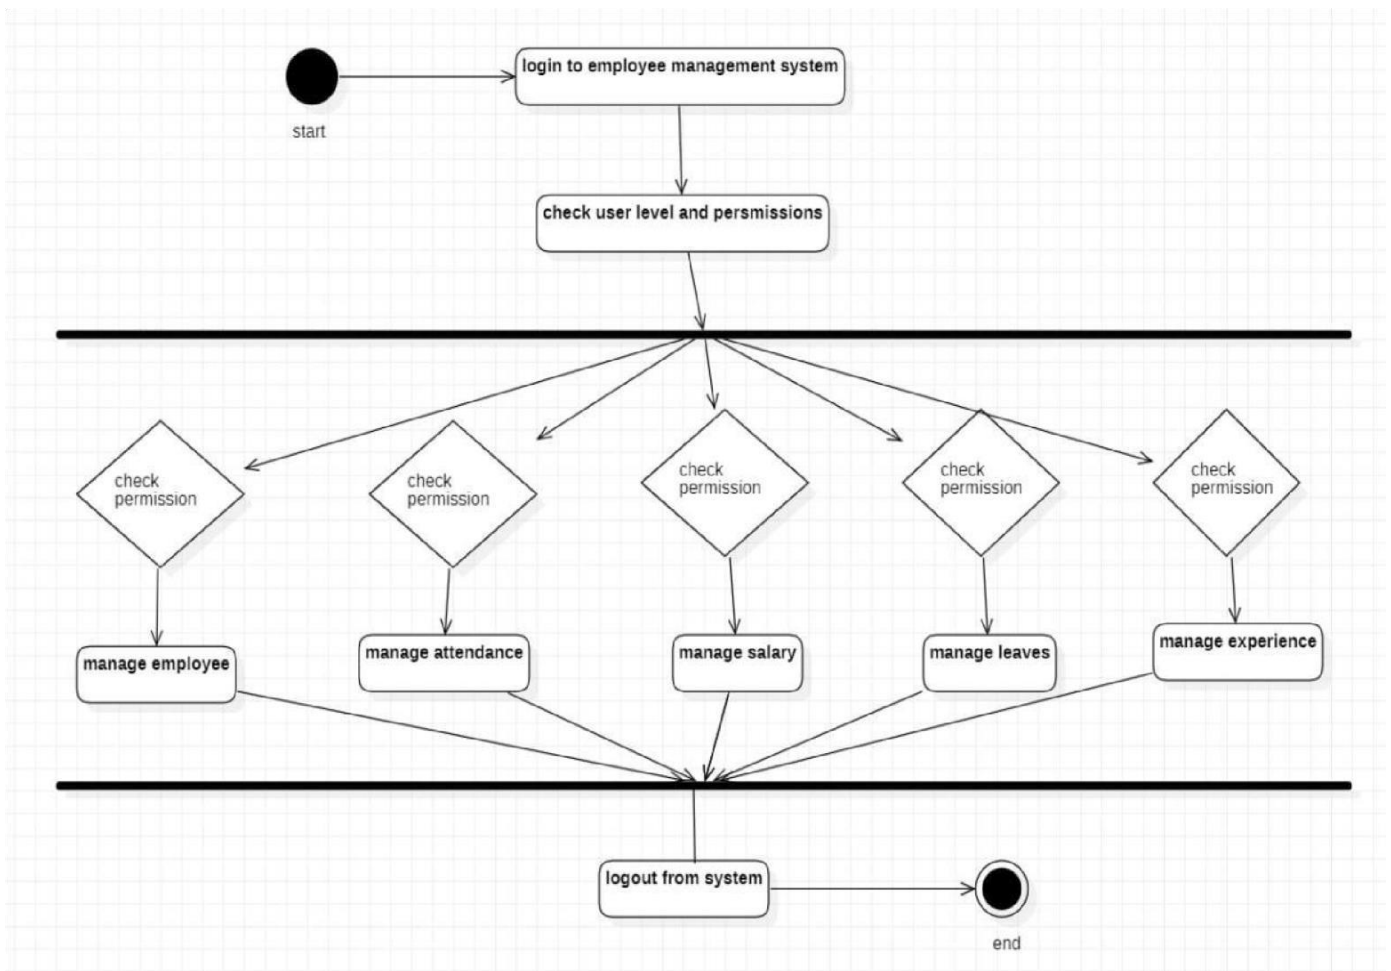 login to employee management system
start
check user level and persmissions
check
permission
check
permission
check
permission
check
permission
check
permission
manage employee
manage attendance
manage salary
manage leaves
manage experience
logout from system
end